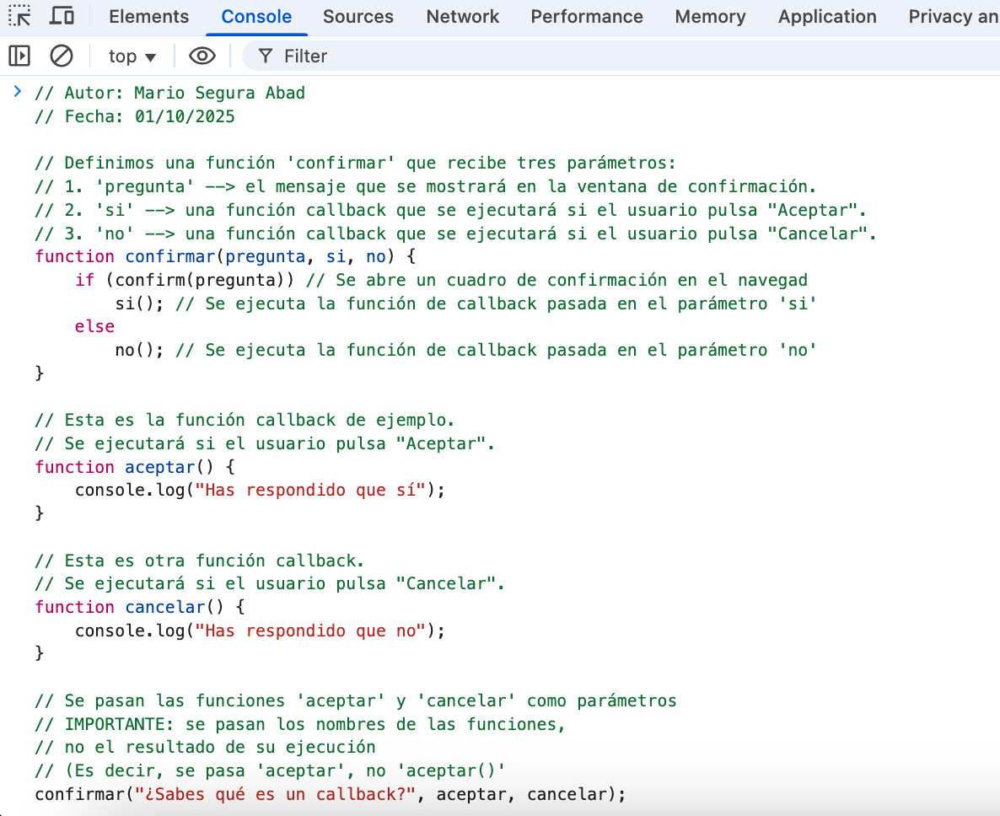 Elements Console Sources Network Performance Memory Application Privacy an
top Filter
// Autor: Mario Segura Abad
// Fecha: 01/10/2025
// Definimos una función 'confirmar' que recibe tres parámetros:
// 1. 'pregunta' --> el mensaje que se mostrará en la ventana de confirmación.
// 2. 'si' --> una función callback que se ejecutará si el usuario pulsa "Aceptar".
// 3. 'no' --> una función callback que se ejecutará si el usuario pulsa "Cancelar".
function confirmar(pregunta, si, no) {
    if (confirm(pregunta)) // Se abre un cuadro de confirmación en el navegad
        si(); // Se ejecuta la función de callback pasada en el parámetro 'si'
    else
        no(); // Se ejecuta la función de callback pasada en el parámetro 'no'
}
// Esta es la función callback de ejemplo.
// Se ejecutará si el usuario pulsa "Aceptar".
function aceptar() {
    console.log("Has respondido que sí");
}
// Esta es otra función callback.
// Se ejecutará si el usuario pulsa "Cancelar".
function cancelar() {
    console.log("Has respondido que no");
}
// Se pasan las funciones 'aceptar' y 'cancelar' como parámetros
// IMPORTANTE: se pasan los nombres de las funciones,
// no el resultado de su ejecución
// (Es decir, se pasa 'aceptar', no 'aceptar()'
confirmar("¿Sabes qué es un callback?", aceptar, cancelar);